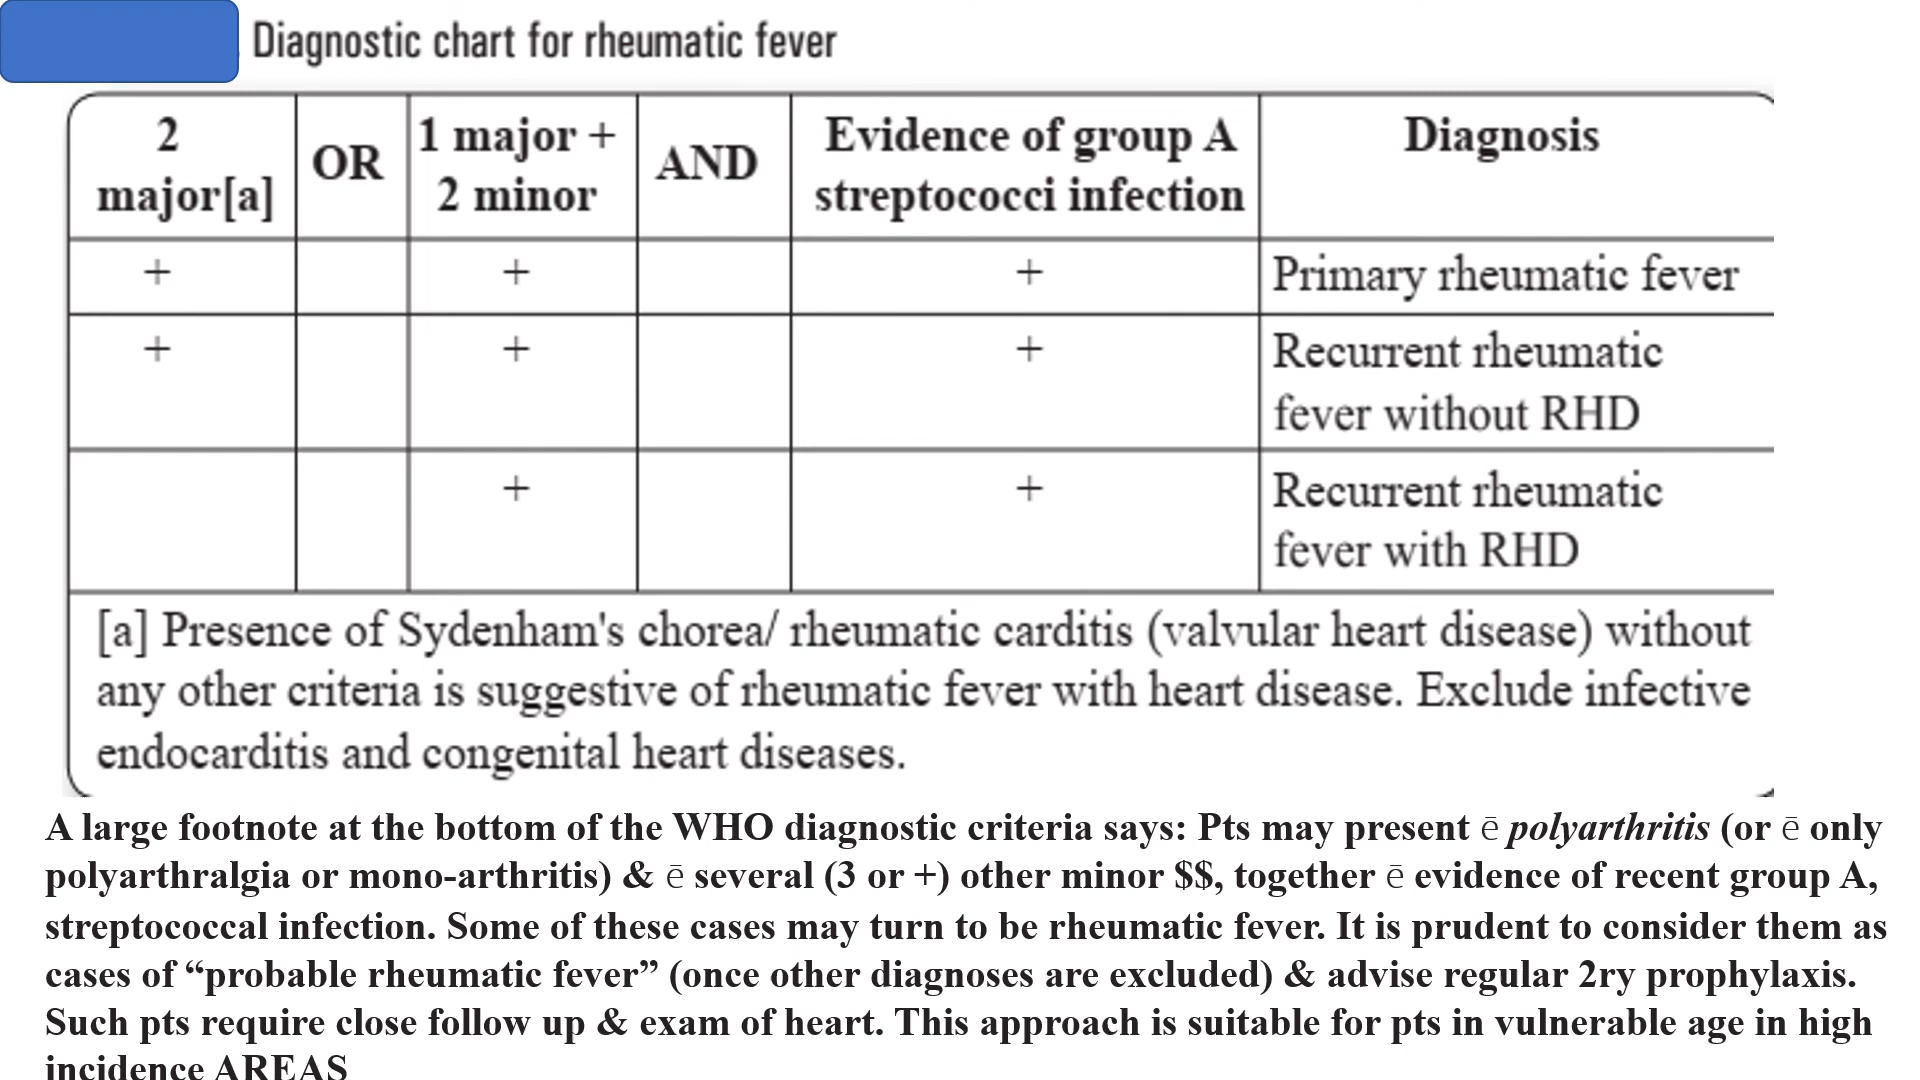 Diagnostic chart for rheumatic fever
2 major[a] OR 1 major + 2 minor AND Evidence of group A streptococci infection Diagnosis
+ + + Primary rheumatic fever
+ + + Recurrent rheumatic
fever without RHD
+ + Recurrent rheumatic
fever with RHD
[a] Presence of Sydenham's chorea/ rheumatic carditis (valvular heart disease) without
any other criteria is suggestive of rheumatic fever with heart disease. Exclude infective
endocarditis and congenital heart diseases.
A large footnote at the bottom of the WHO diagnostic criteria says: Pts may present ē polyarthritis (or ē only
polyarthralgia or mono-arthritis) & ē several (3 or +) other minor $$, together ē evidence of recent group A,
streptococcal infection. Some of these cases may turn to be rheumatic fever. It is prudent to consider them as
cases of “probable rheumatic fever” (once other diagnoses are excluded) & advise regular 2ry prophylaxis.
Such pts require close follow up & exam of heart. This approach is suitable for pts in vulnerable age in high
incidence AREAS